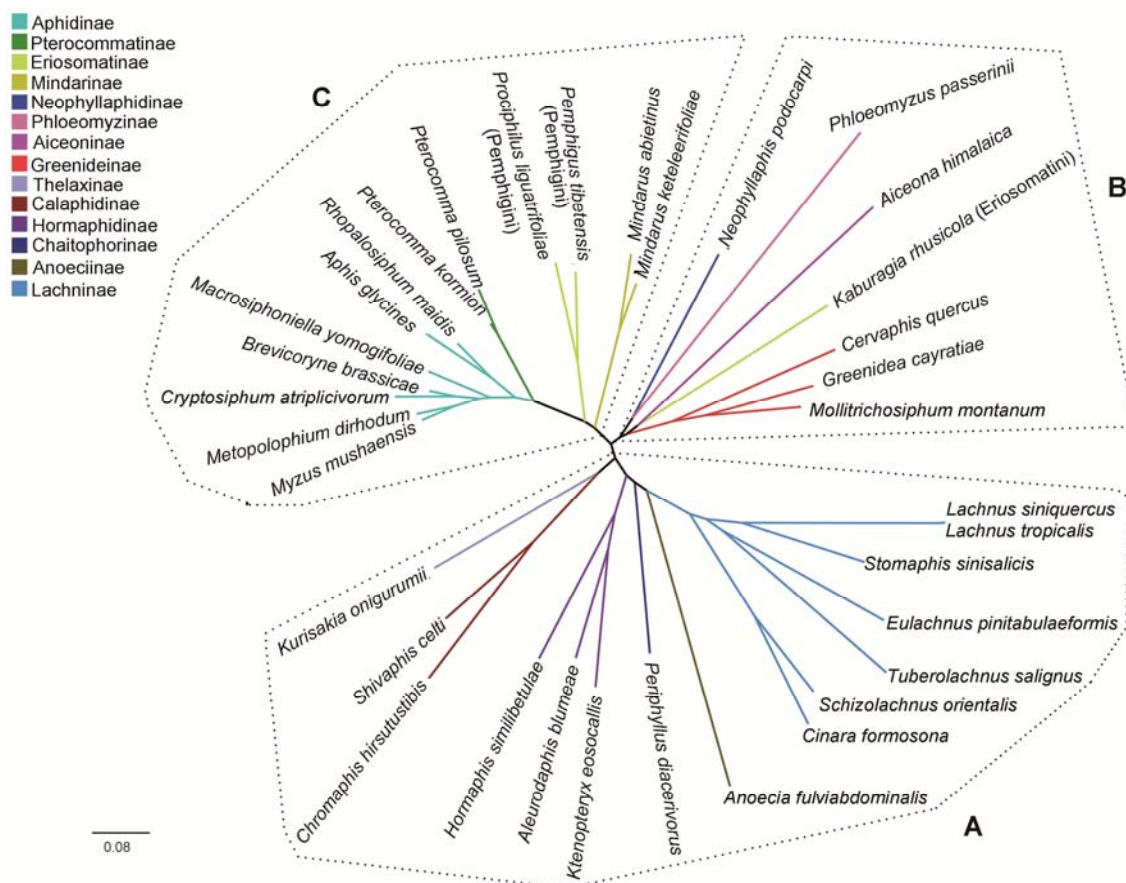 Aphidinae
Pterocommatinae
Eriosomatinae
Mindarinae
Neophyllaphidinae
Phloeomyzinae
Aiceoninae
Greenideinae
Thelaxinae
Calaphidinae
Hormaphidinae
Chaitophorinae
Anoeciinae
Lachninae
C
Pterocomma pilosum
Pterocomma kormion
Rhopalosiphum maidis
Aphis glycines
Macrosiphoniella yomogifoliae
Brevicoryne brassicae
Cryptosiphum atriplicivorum
Metopolophium dirhodum
Myzus mushaensis
Prociphilus liguatrifoliae
(Pemphigini)
Pemphigus tibetensis
(Pemphigini)
Mindarus abietinus
Mindarus keteleerifoliae
Neophyllaphis podocarpi
Phloeomyzus passerinii
Aiceona himalaica
B
Kaburagia rhusicola (Eriosomatini)
Cervaphis quercus
Greenidea cayratiae
Mollitrichosiphum montanum
Lachnus siniquercus
Lachnus tropicalis
Stomaphis sinisalicis
Eulachnus pinitabulaeformis
Tuberolachnus salignus
Schizolachnus orientalis
Cinara formosona
Anoecia fulviabdominalis
A
Periphyllus diacerivorus
Ktenopteryx eosocallis
Aleurodaphis blumeae
Hormaphis similibetulae
Chromaphis hirsutustibis
Shivaphis celti
Kurisakia onigurumii
0.08